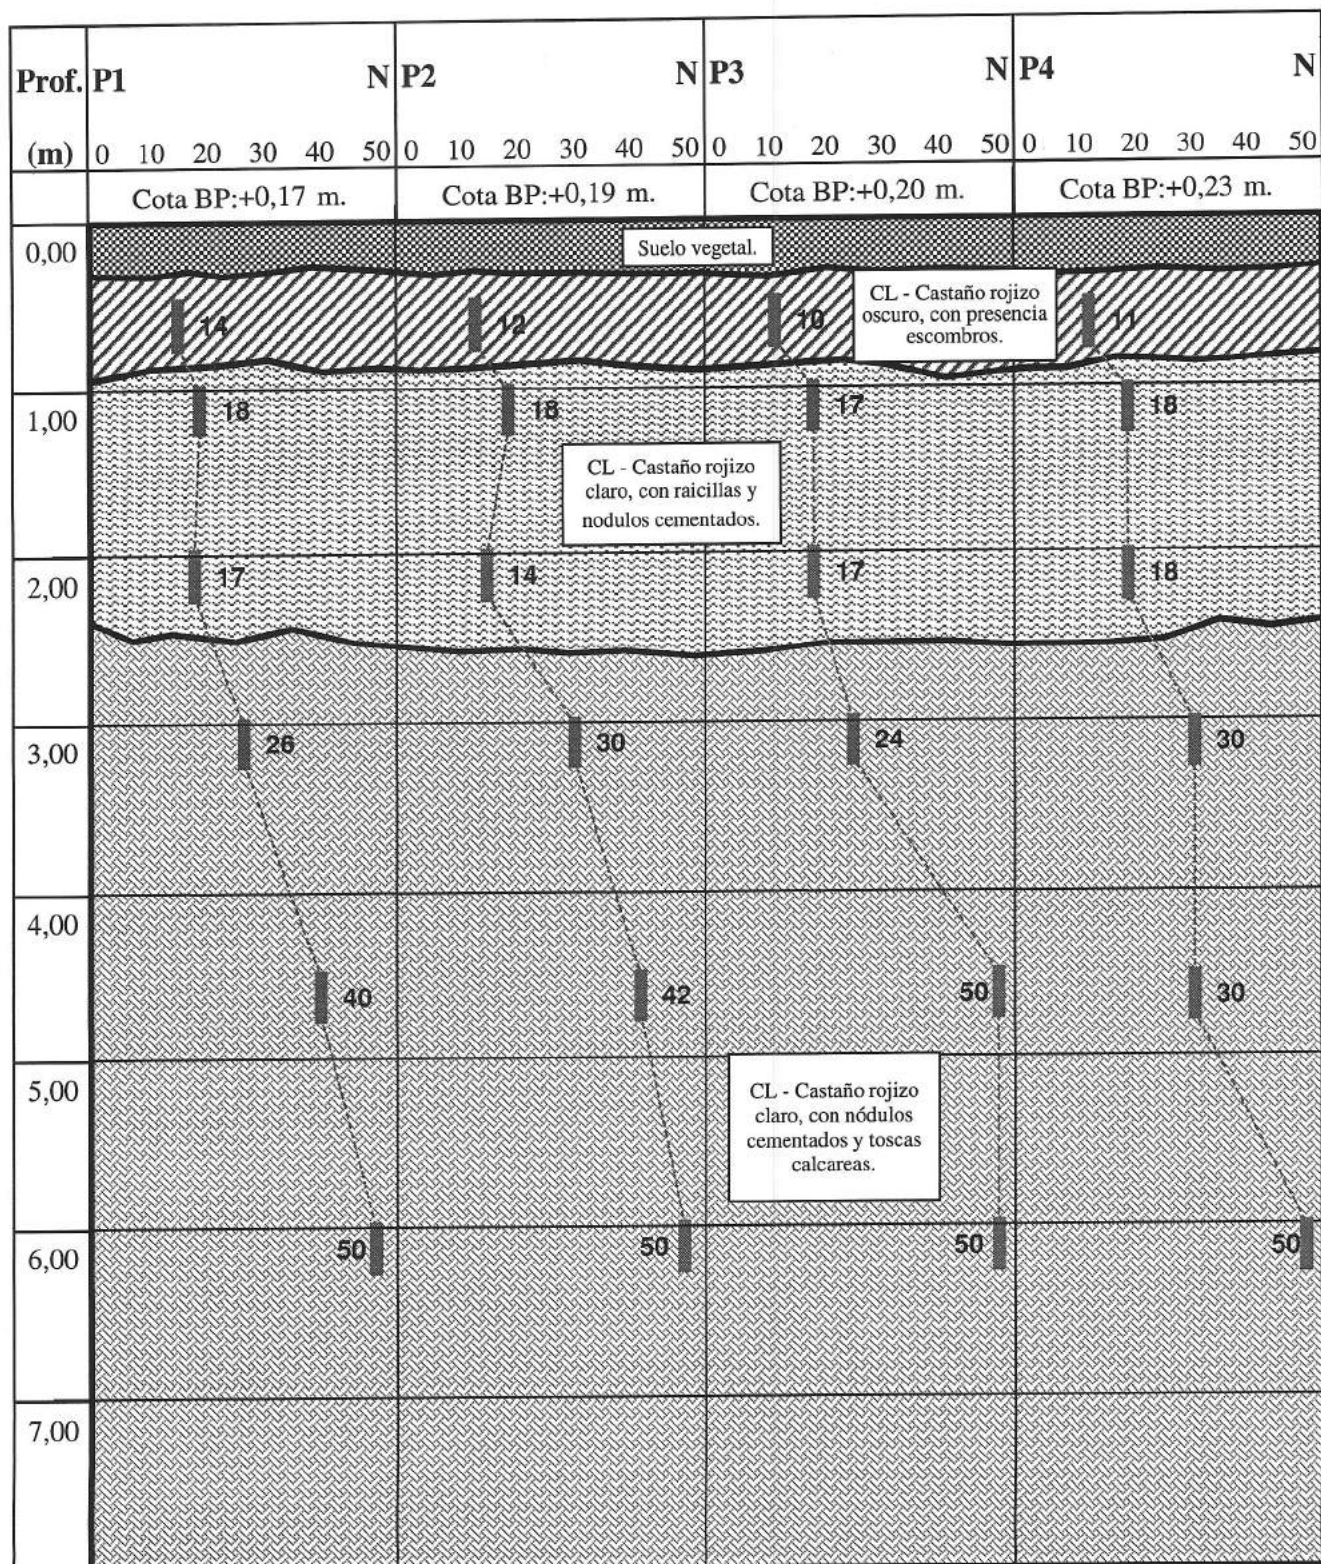 Prof. P1 N P2 N P3 N P4 N
(m) 0 10 20 30 40 50 0 10 20 30 40 50 0 10 20 30 40 50 0 10 20 30 40 50
Cota BP:+0,17 m. Cota BP:+0,19 m. Cota BP:+0,20 m. Cota BP:+0,23 m.
0,00
Suelo vegetal.
CL - Castaño rojizo
oscuro, con presencia
escombros.
14 12 10 11
1,00
18 18 17 18
CL - Castaño rojizo
claro, con raicillas y
nodulos cementados.
2,00
17 14 17 18
3,00
26 30 24 30
4,00
40 42 50 30
5,00
CL - Castaño rojizo
claro, con nódulos
cementados y toscas
calcareas.
6,00
50 50 50 50
7,00